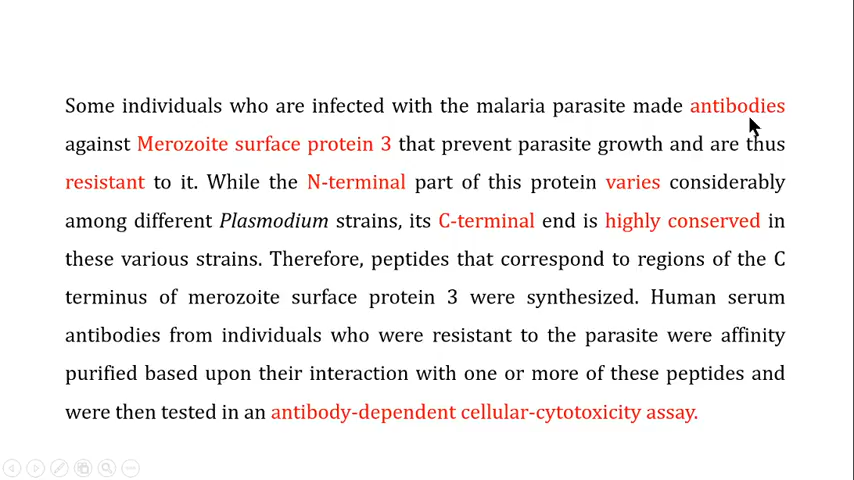 Some individuals who are infected with the malaria parasite made antibodies
against Merozoite surface protein 3 that prevent parasite growth and are thus
resistant to it. While the N-terminal part of this protein varies considerably
among different Plasmodium strains, its C-terminal end is highly conserved in
these various strains. Therefore, peptides that correspond to regions of the C
terminus of merozoite surface protein 3 were synthesized. Human serum
antibodies from individuals who were resistant to the parasite were affinity
purified based upon their interaction with one or more of these peptides and
were then tested in an antibody-dependent cellular-cytotoxicity assay.